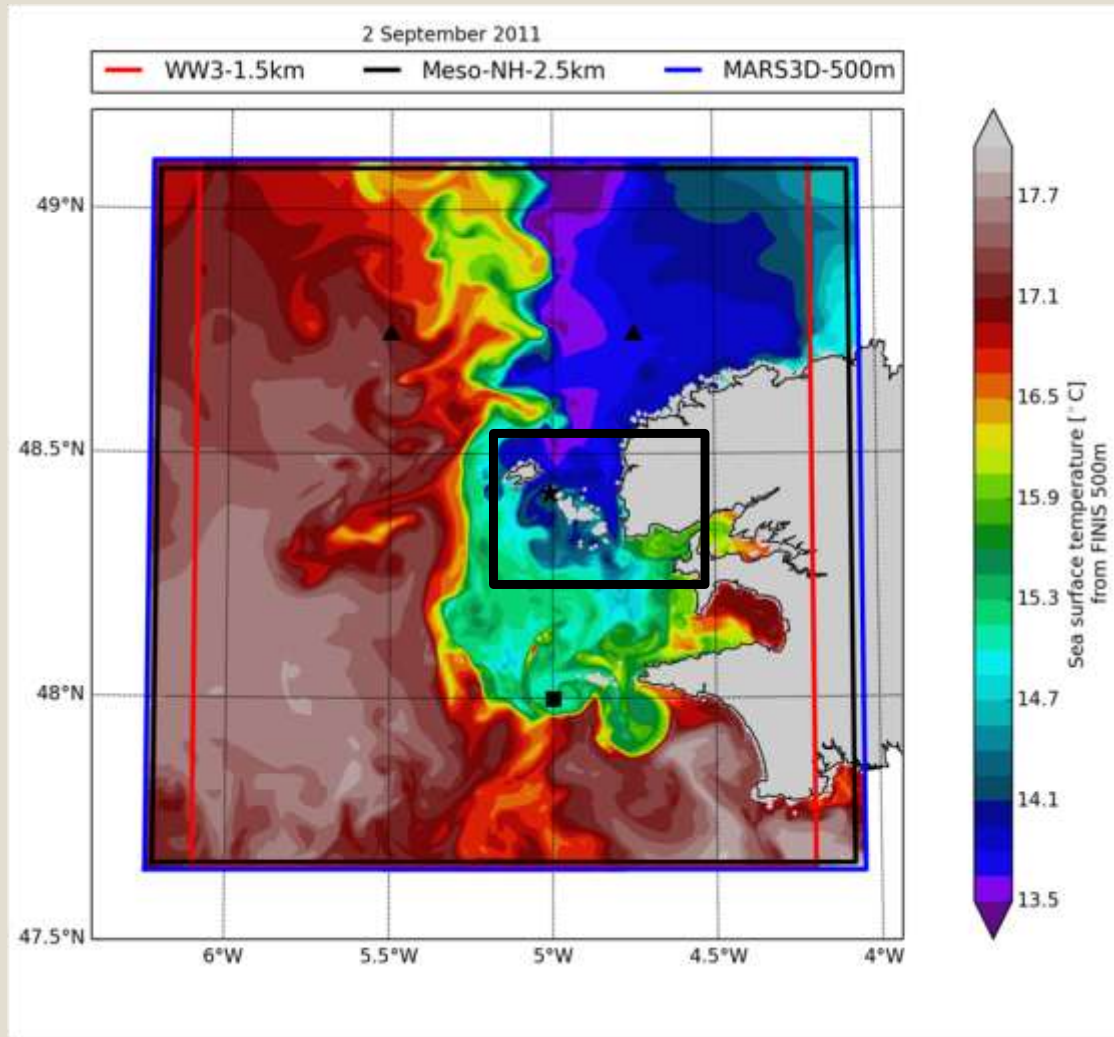 2 September 2011
WW3-1.5km Meso-NH-2.5km MARS3D-500m
49°N
48.5°N
48°N
47.5°N
6°W 5.5°W 5°W 4.5°W 4°W
17.7
17.1
16.5
15.9
15.3
14.7
14.1
13.5
Sea surface temperature [°C]
from FINIS 500m